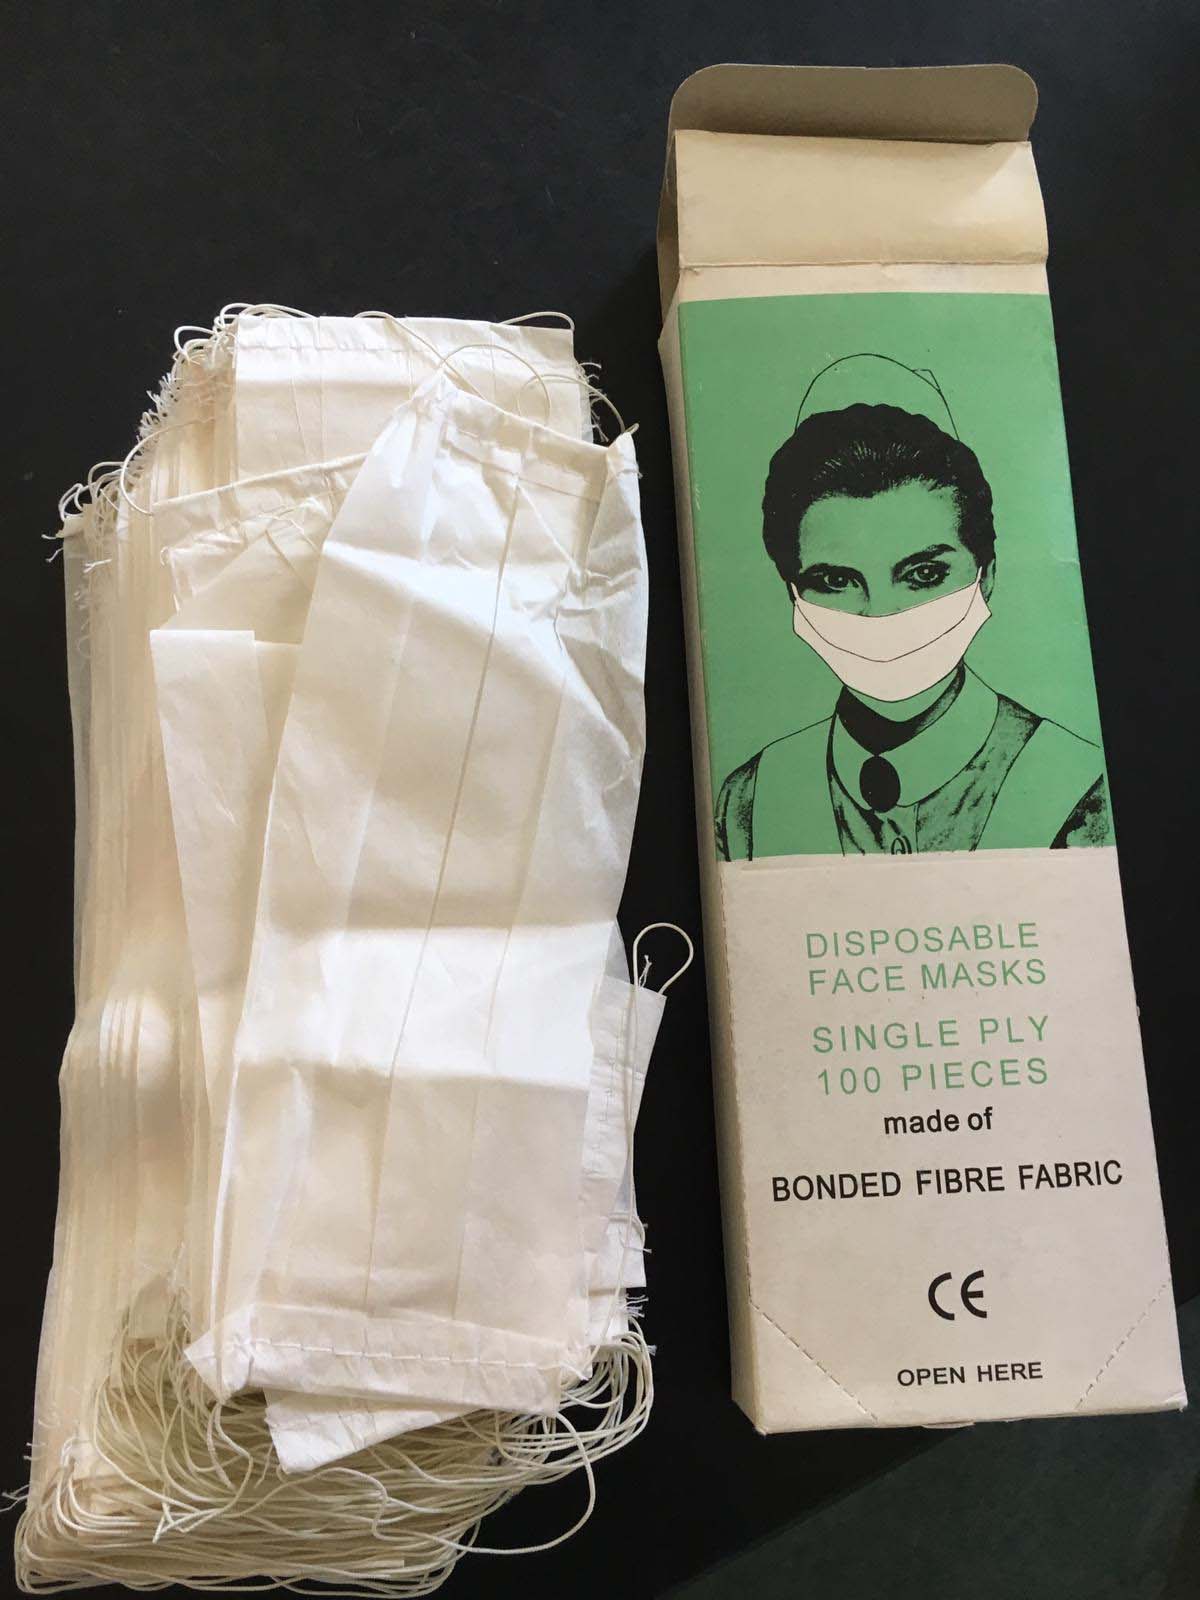 DISPOSABLE
FACE MASKS
SINGLE PLY
100 PIECES
made of
BONDED FIBRE FABRIC
CE
OPEN HERE